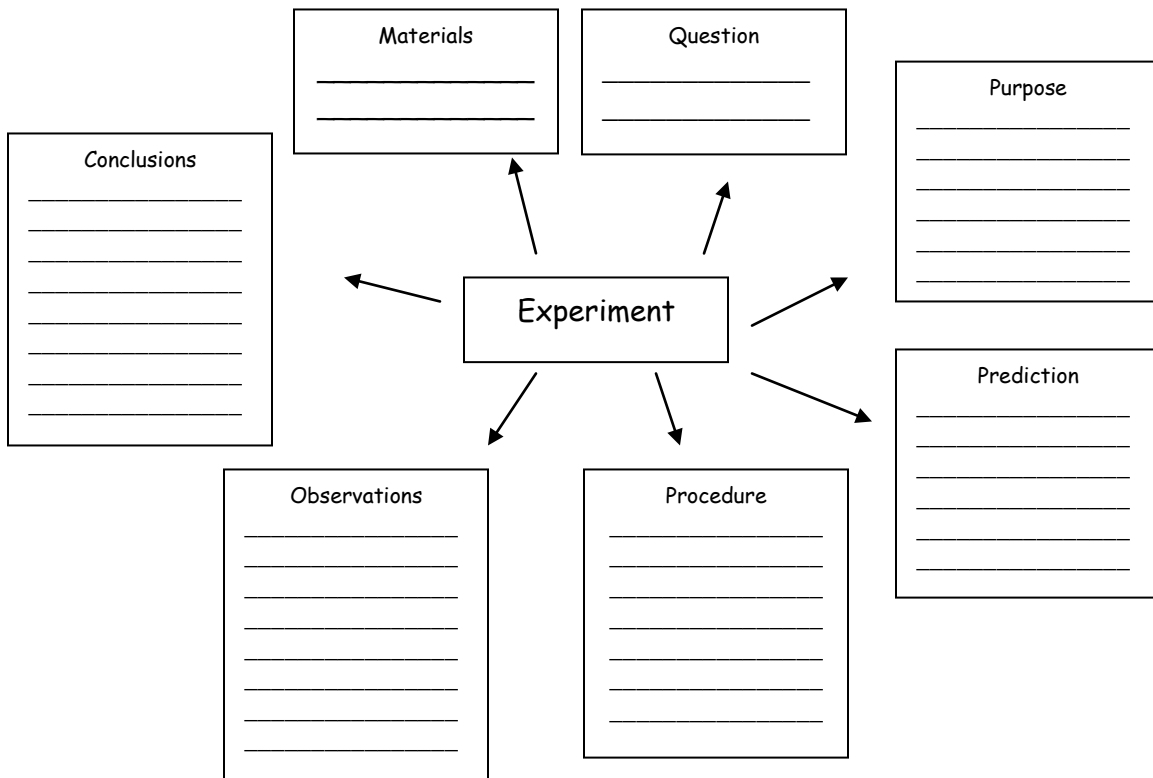 Materials
Question
Purpose
Conclusions
Experiment
Prediction
Observations
Procedure